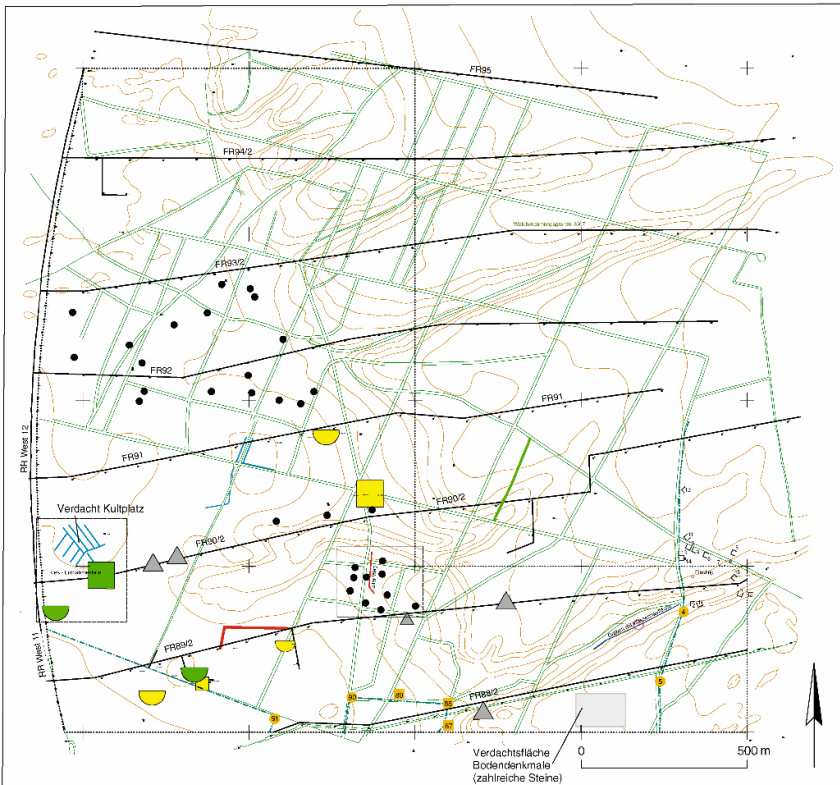 FR95
FR94/2
FR93/2
FR92
FR91
FR91
RR West 12
FR90/2
Verdacht Kultplatz
FR90/2
RR West 11
FR89/2
4
5
90
89
88
87
91
FR88/2
Verdachtsfläche
Bodendenkmale
(zahlreiche Steine)
0
500 m